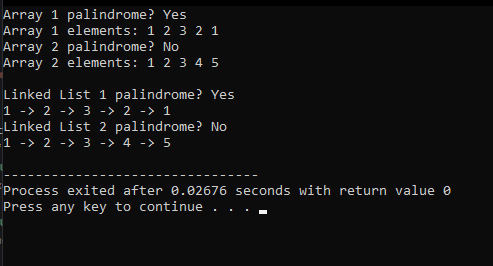 Array 1 palindrome? Yes
Array 1 elements: 1 2 3 2 1
Array 2 palindrome? No
Array 2 elements: 1 2 3 4 5
Linked List 1 palindrome? Yes
1 -> 2 -> 3 -> 2 -> 1
Linked List 2 palindrome? No
1 -> 2 -> 3 -> 4 -> 5
--------------------------------
Process exited after 0.02676 seconds with return value 0
Press any key to continue . . .